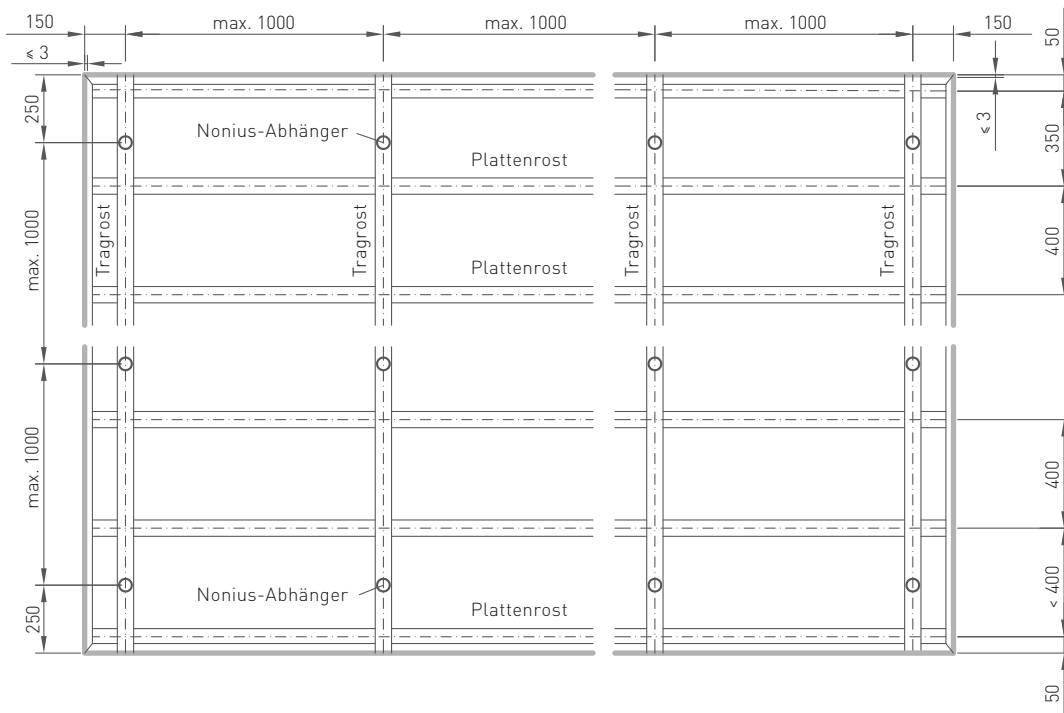 150
max. 1000
max. 1000
max. 1000
150
50
⩽ 3
250
⩽ 3
350
Nonius-Abhänger
Plattenrost
max. 1000
Tragrost
Tragrost
Tragrost
Tragrost
400
Plattenrost
max. 1000
400
Nonius-Abhänger
Plattenrost
< 400
250
50